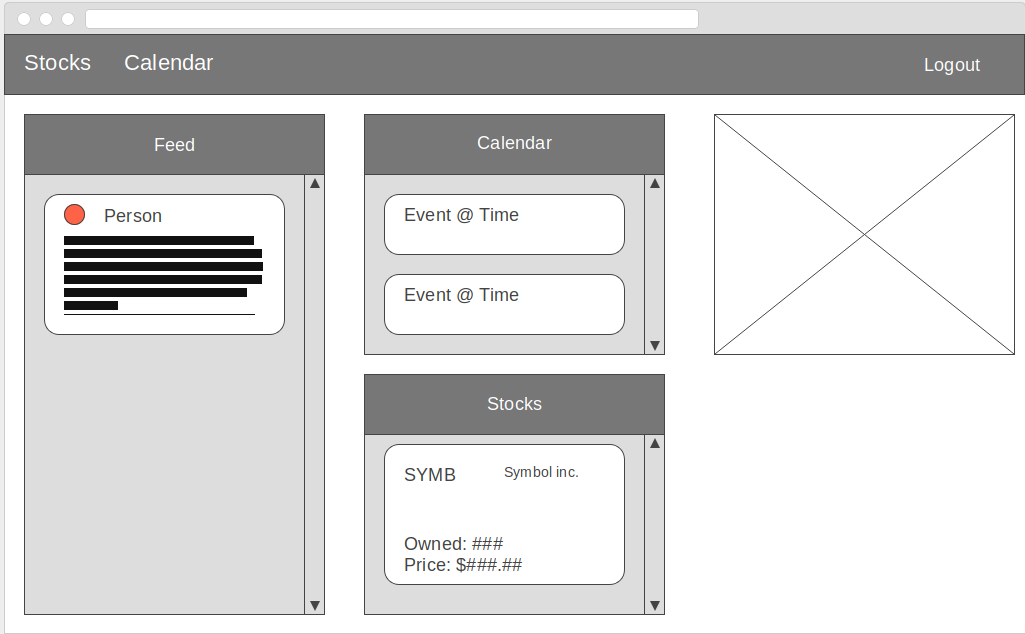 Stocks
Calendar
Logout
Feed
Person
Calendar
Event @ Time
Event @ Time
Stocks
SYMB
Symbol inc.
Owned: ###
Price: $###.##